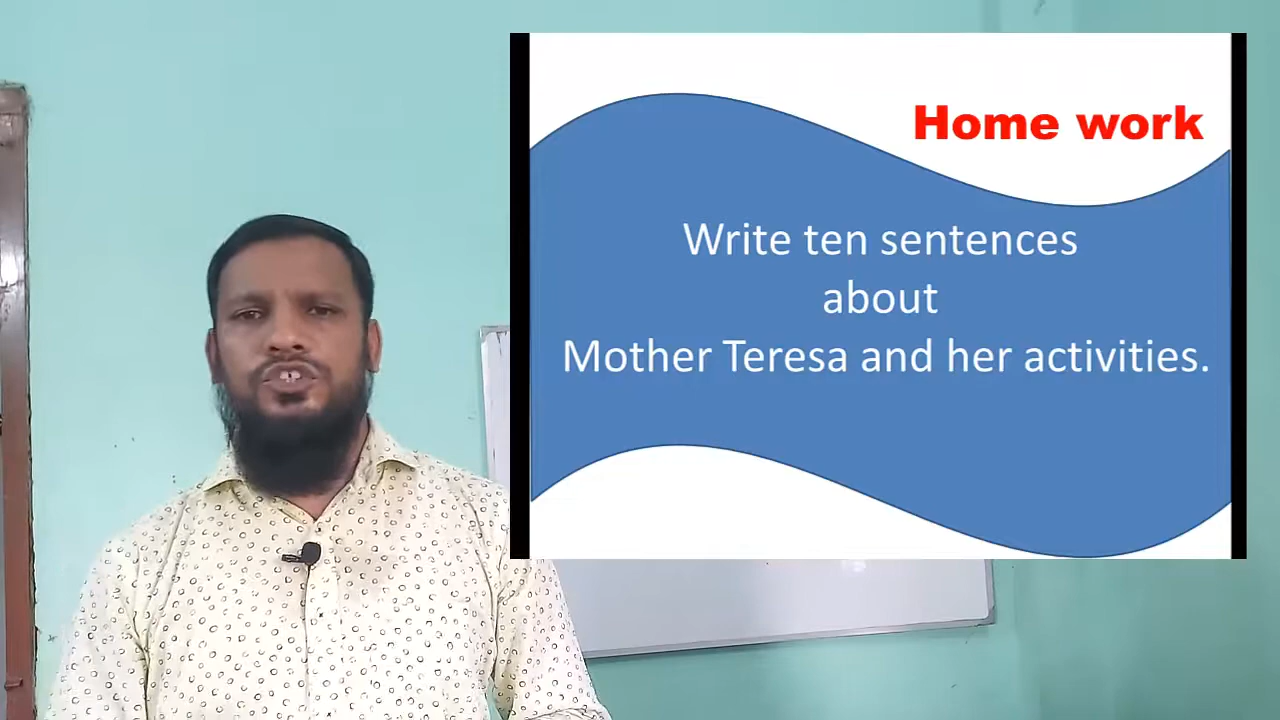 Home work
Write ten sentences
about
Mother Teresa and her activities.